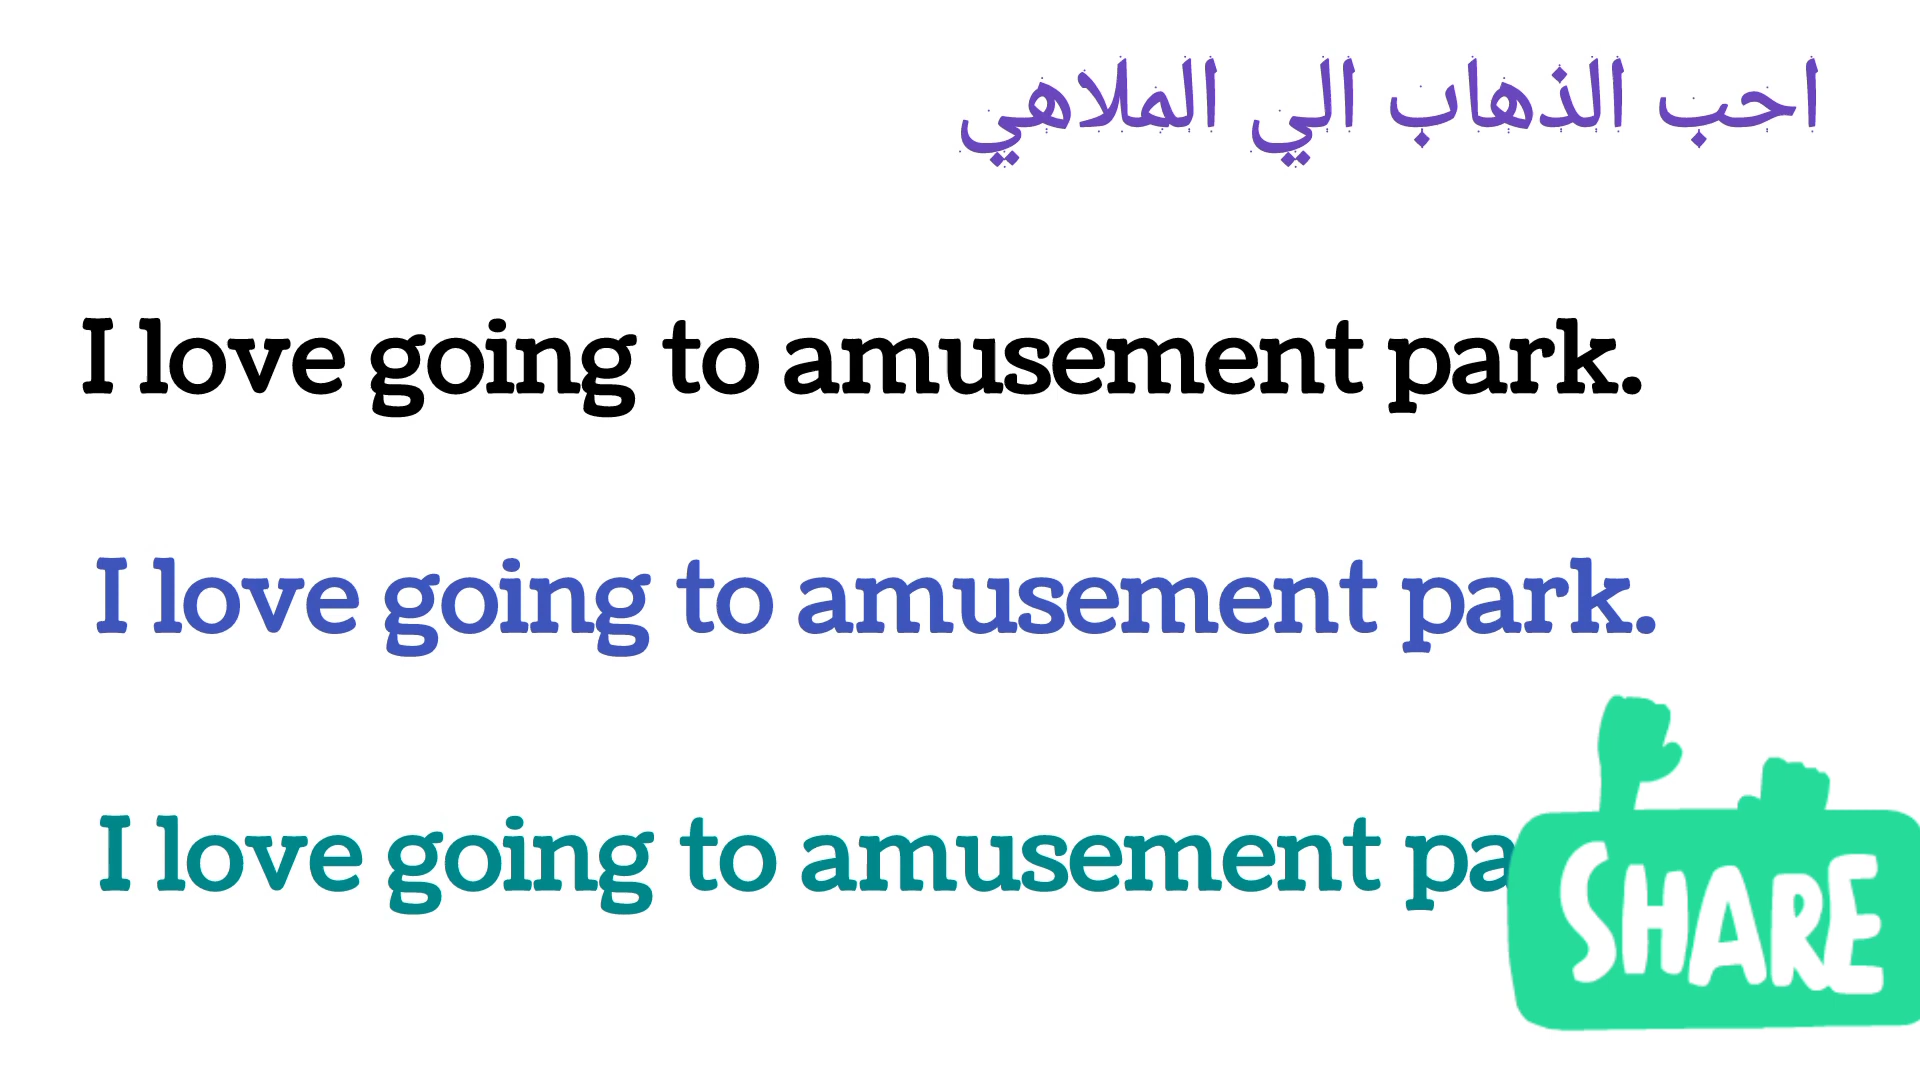 احب الذهاب الي الملاهي
I love going to amusement park.
I love going to amusement park.
I love going to amusement
SHARE